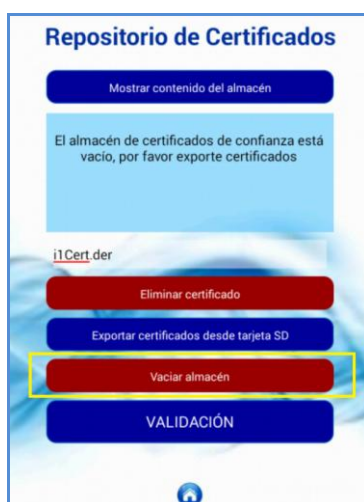 Repositorio de Certificados
Mostrar contenido del almacén
El almacén de certificados de confianza está
vacío, por favor exporte certificados
i1Cert.der
Eliminar certificado
Exportar certificados desde tarjeta SD
Vaciar almacén
VALIDACIÓN